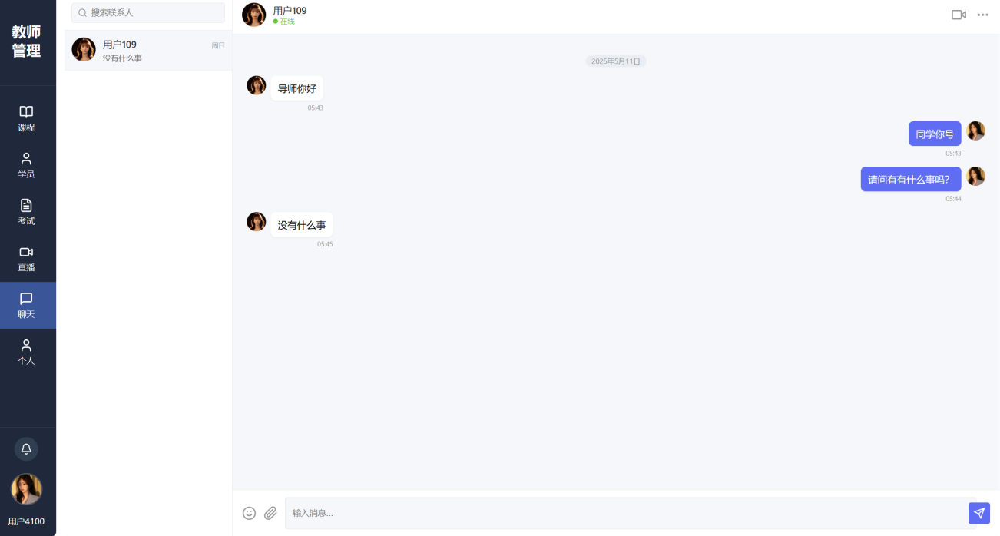 教师
管理
课程
学员
考试
直播
聊天
个人
用户4100
搜索联系人
用户109
周日
没有什么事
用户109
在线
2025年5月11日
导师你好
05:43
同学你号
05:43
请问有有什么事吗?
05:44
没有什么事
05:45
输入消息...